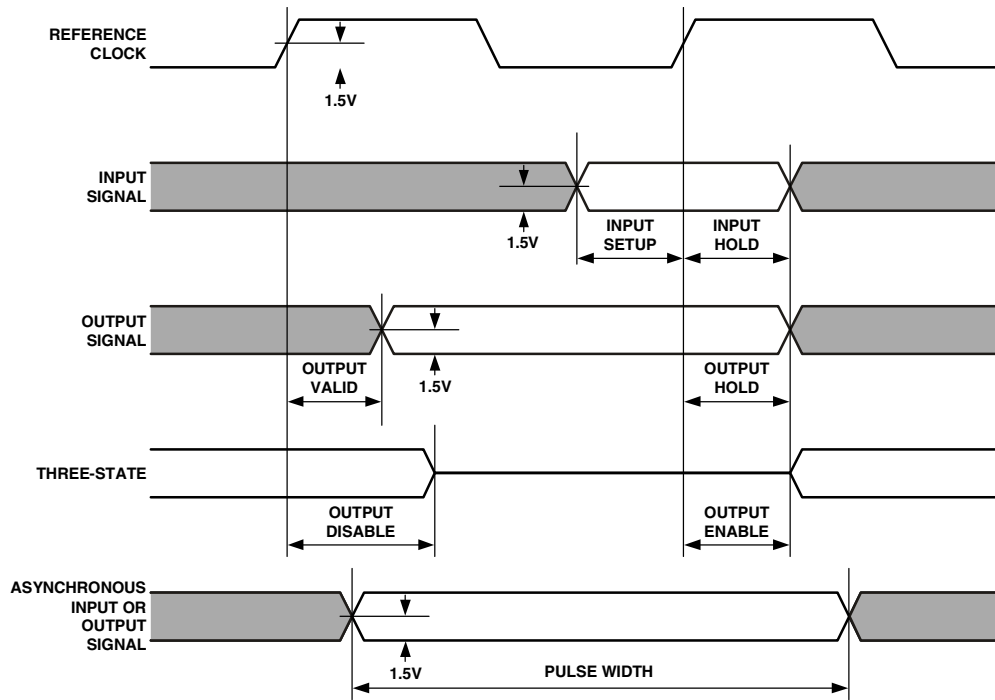 REFERENCE
CLOCK
1.5V
INPUT
SIGNAL
1.5V
INPUT
SETUP
INPUT
HOLD
OUTPUT
SIGNAL
OUTPUT
VALID
1.5V
OUTPUT
HOLD
THREE-STATE
OUTPUT
DISABLE
OUTPUT
ENABLE
ASYNCHRONOUS
INPUT OR
OUTPUT
SIGNAL
1.5V
PULSE WIDTH